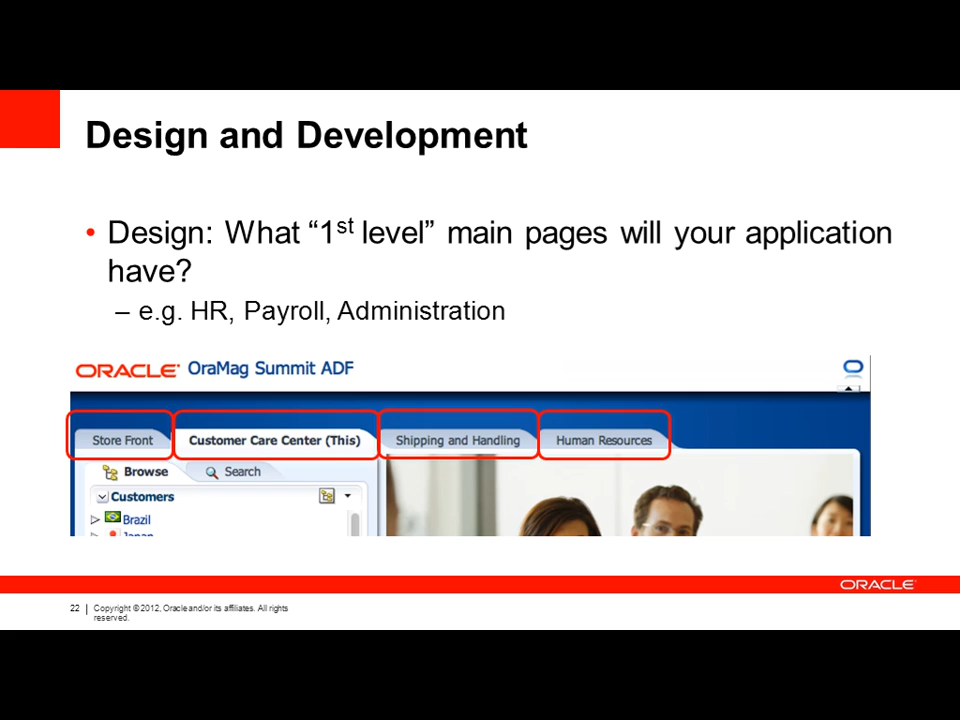 Design and Development
• Design: What “1st level” main pages will your application
have?
– e.g. HR, Payroll, Administration
ORACLE OraMag Summit ADF
Store Front Customer Care Center (This) Shipping and Handling Human Resources
Browse Search
Customers
Brazil
Japan
ORACLE
22 | Copyright © 2012, Oracle and/or its affiliates. All rights
reserved.